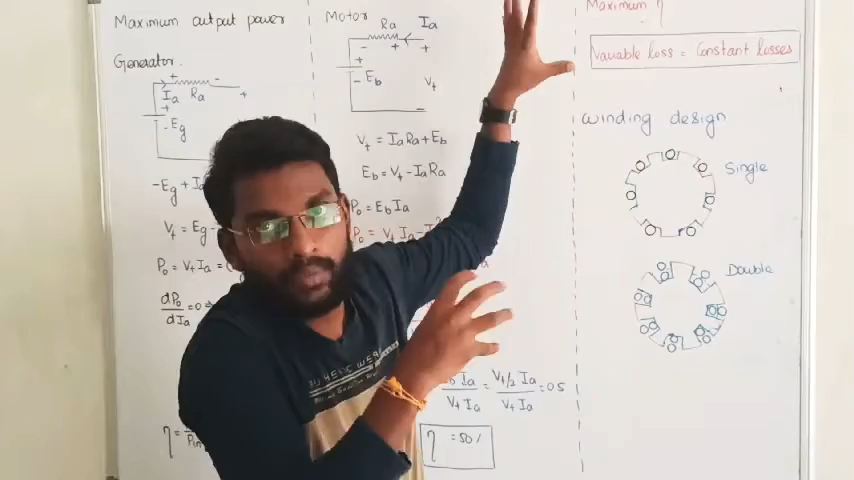 Maximum output power
Generator.
+ -
Ia Ra +
+
- Eg
- Eg + Ia
Vt = Eg -
Po = Vt Ia =
dPo/dIa = 0
η =
Motor
Ra Ia
- + +
+
- Eb
Vt
-
Vt = Ia Ra + Eb
Eb = Vt - Ia Ra
Po = Eb Ia
Po = Vt Ia -
Ia / Vt Ia = Vt/2 Ia / Vt Ia = 0.5
η = 50%
Maximum η
Variable loss = Constant losses
winding design
Single
Double